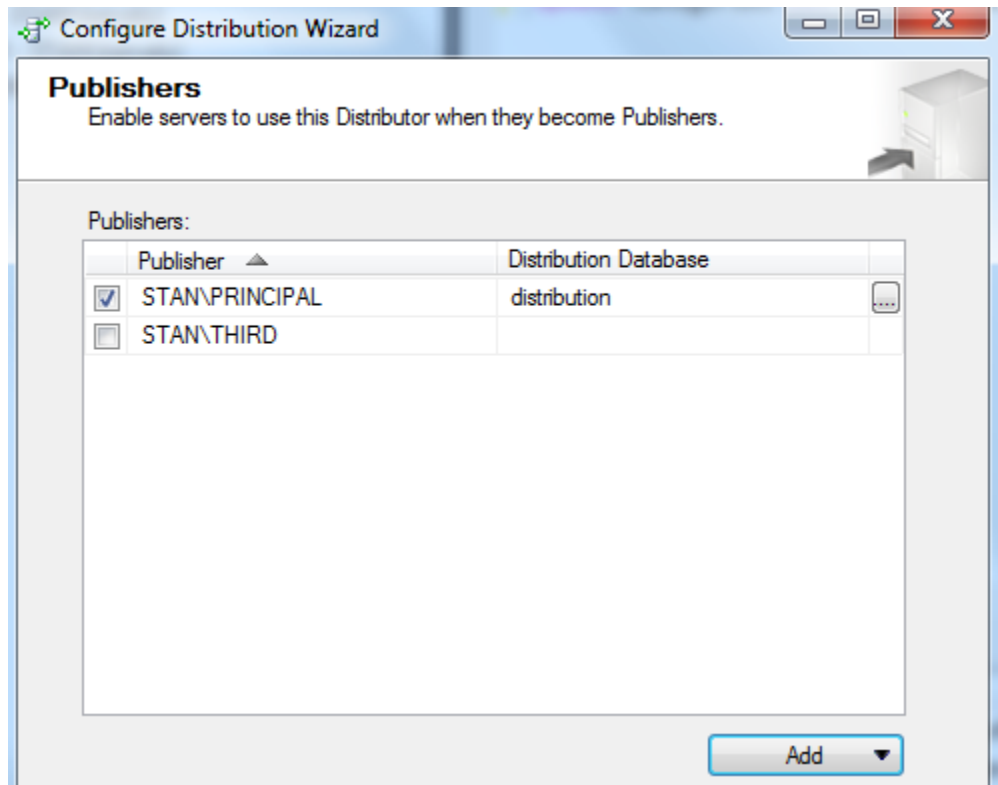 Configure Distribution Wizard
Publishers
Enable servers to use this Distributor when they become Publishers.
Publishers:
Publisher Distribution Database
STAN\PRINCIPAL distribution ...
STAN\THIRD
Add